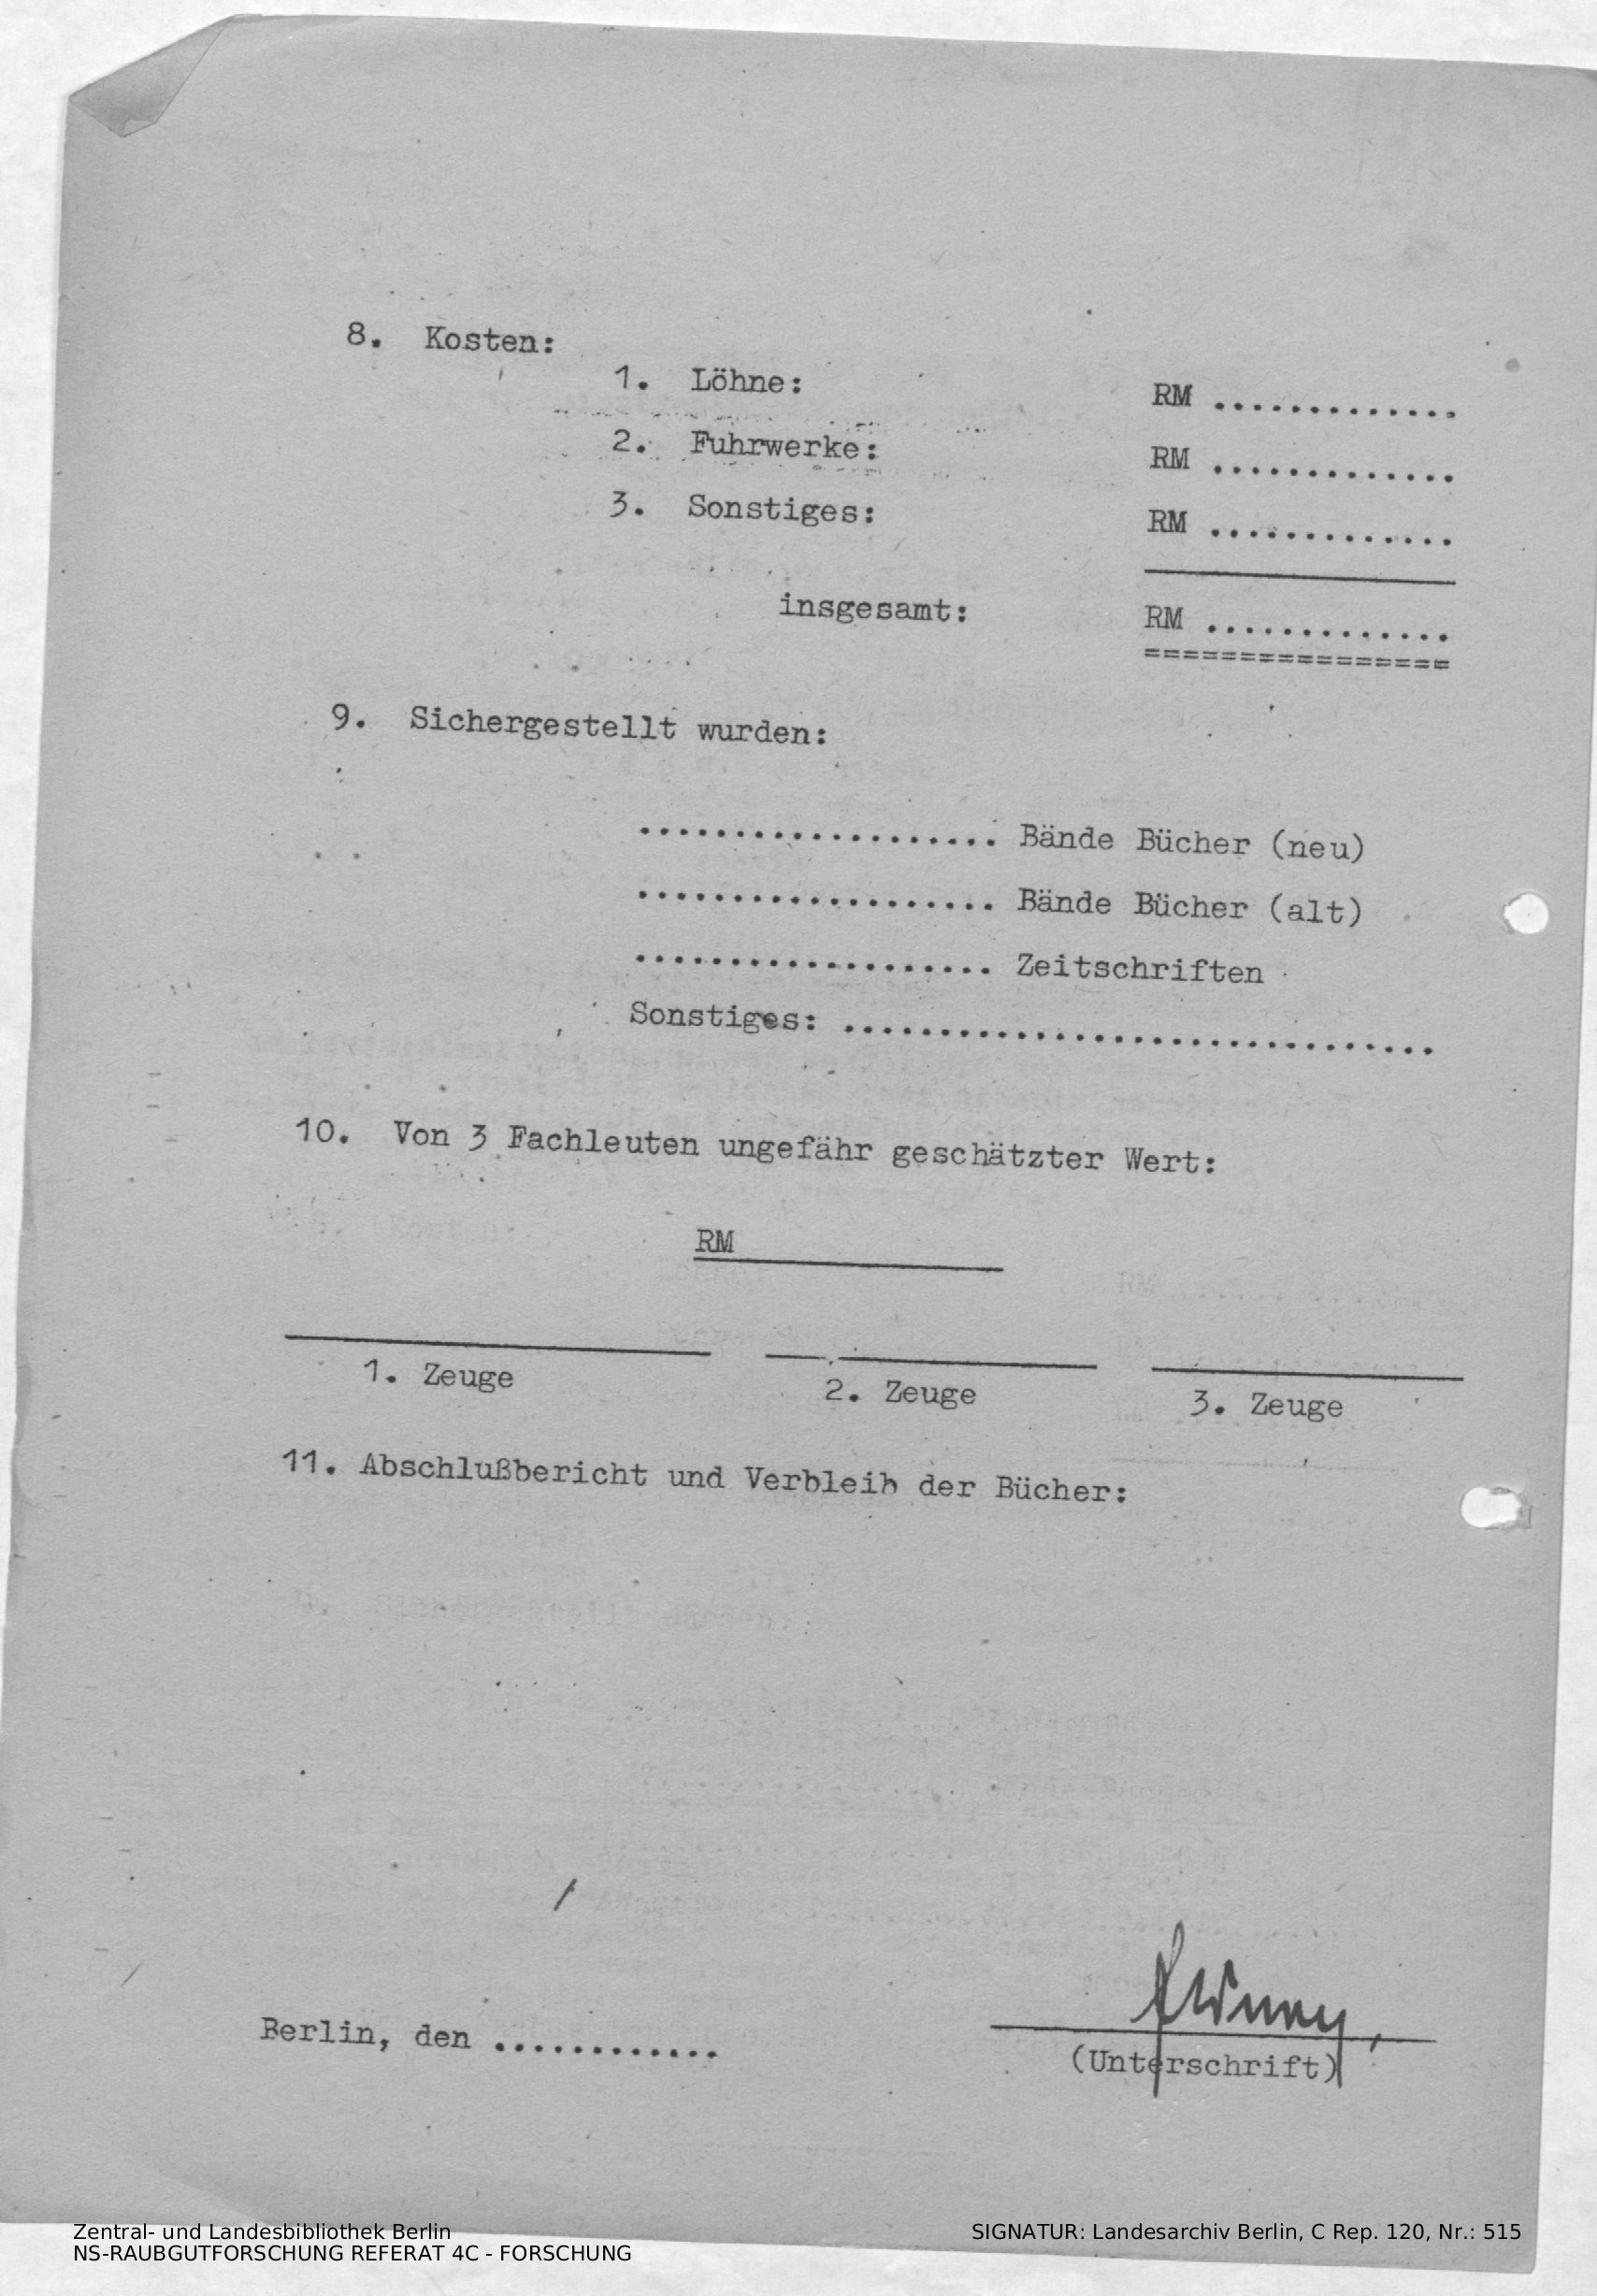 8. Kosten:
1. Löhne: RM .............
2. Fuhrwerke: RM .............
3. Sonstiges: RM .............
insgesamt: RM .............
================
9. Sichergestellt wurden:
................... Bände Bücher (neu)
................... Bände Bücher (alt)
................... Zeitschriften
Sonstiges: ...............................
10. Von 3 Fachleuten ungefähr geschätzter Wert:
RM
1. Zeuge 2. Zeuge 3. Zeuge
11. Abschlußbericht und Verbleib der Bücher:
Berlin, den ............
(Unterschrift)
Zentral- und Landesbibliothek Berlin
NS-RAUBGUTFORSCHUNG REFERAT 4C - FORSCHUNG
SIGNATUR: Landesarchiv Berlin, C Rep. 120, Nr.: 515